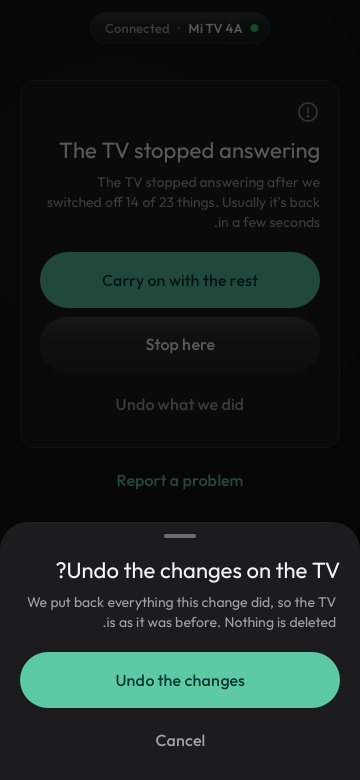 Connected · Mi TV 4A
The TV stopped answering
The TV stopped answering after we
switched off 14 of 23 things. Usually it's back
.in a few seconds
Carry on with the rest
Stop here
Undo what we did
Report a problem
?Undo the changes on the TV
We put back everything this change did, so the TV
.is as it was before. Nothing is deleted
Undo the changes
Cancel